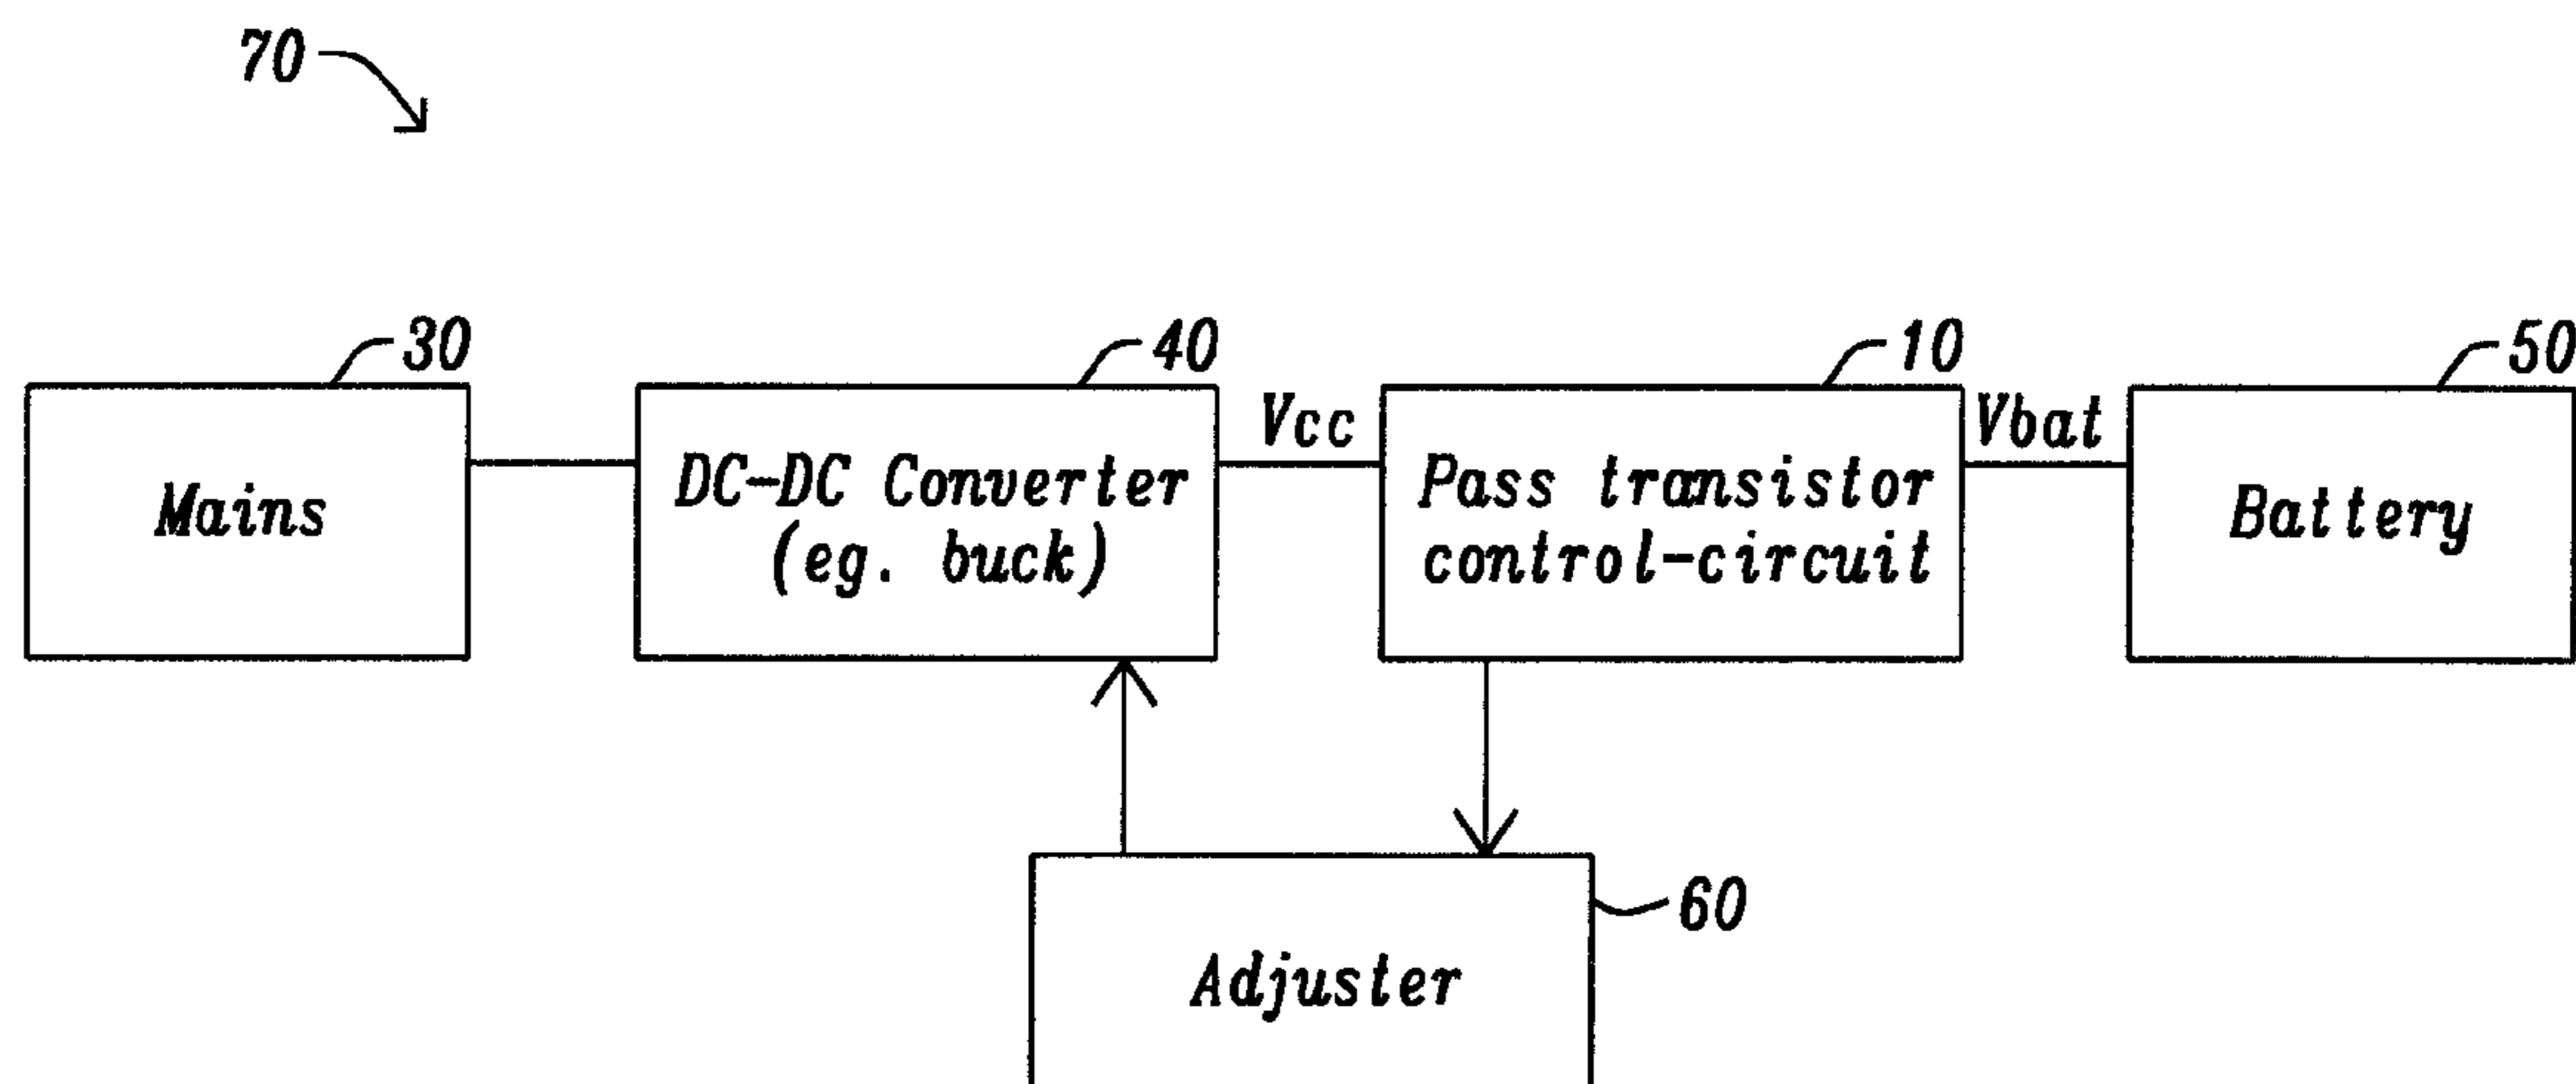 70
30
40
10
50
Vcc
Vbat
Mains
DC-DC Converter
(eg. buck)
Pass transistor
control-circuit
Battery
60
Adjuster